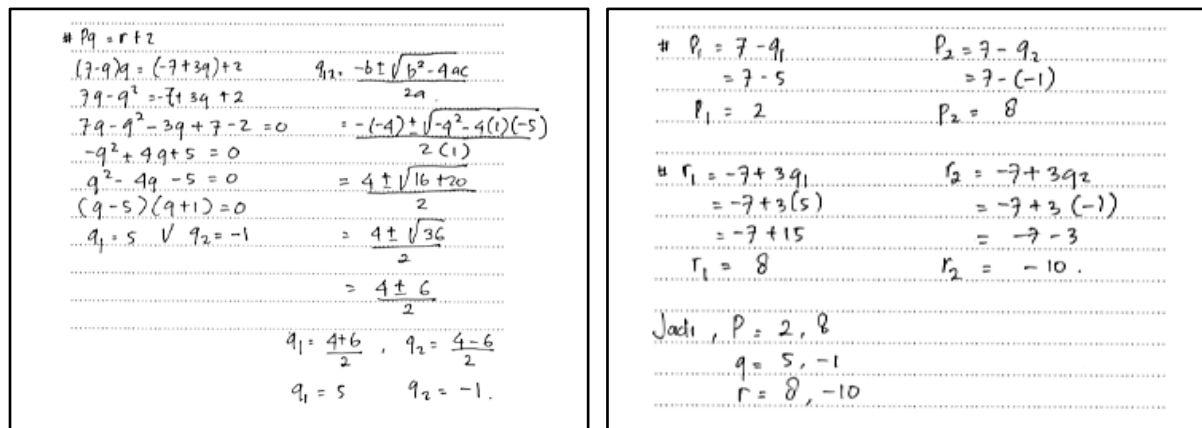 # Pq = r + 2
(7-q)q = (-7+3q)+2
7q - q² = -7 + 3q + 2
7q - q² - 3q + 7 - 2 = 0
-q² + 4q + 5 = 0
q² - 4q - 5 = 0
(q-5)(q+1) = 0
q₁ = 5 V q₂ = -1
q₁₂ = -b ± √b² - 4ac / 2a
= -(-4) ± √-4² - 4(1)(-5) / 2(1)
= 4 ± √16 + 20 / 2
= 4 ± √36 / 2
= 4 ± 6 / 2
q₁ = 4+6 / 2 , q₂ = 4-6 / 2
q₁ = 5 q₂ = -1.
# P₁ = 7 - q₁
= 7 - 5
P₁ = 2
P₂ = 7 - q₂
= 7 - (-1)
P₂ = 8
# r₁ = -7 + 3q₁
= -7 + 3(5)
= -7 + 15
r₁ = 8
r₂ = -7 + 3q₂
= -7 + 3 (-1)
= -7 - 3
r₂ = -10.
Jadi, P = 2, 8
q = 5, -1
r = 8, -10